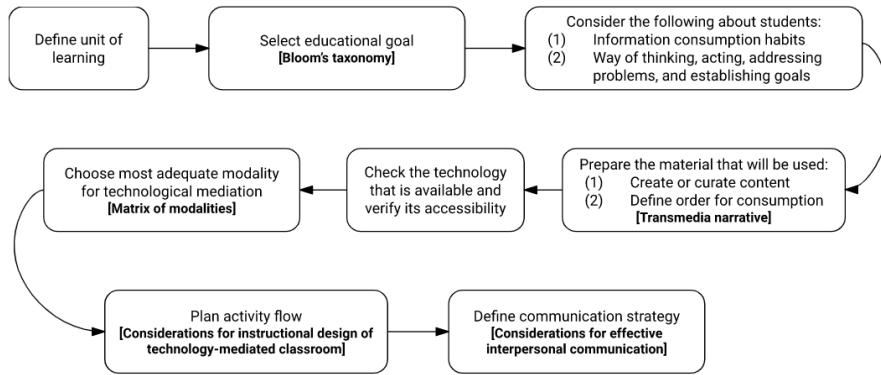 Define unit of
learning
Select educational goal
[Bloom's taxonomy]
Consider the following about students:
(1) Information consumption habits
(2) Way of thinking, acting, addressing
problems, and establishing goals
Prepare the material that will be used:
(1) Create or curate content
(2) Define order for consumption
[Transmedia narrative]
Check the technology
that is available and
verify its accessibility
Choose most adequate modality
for technological mediation
[Matrix of modalities]
Plan activity flow
[Considerations for instructional design of
technology-mediated classroom]
Define communication strategy
[Considerations for effective
interpersonal communication]